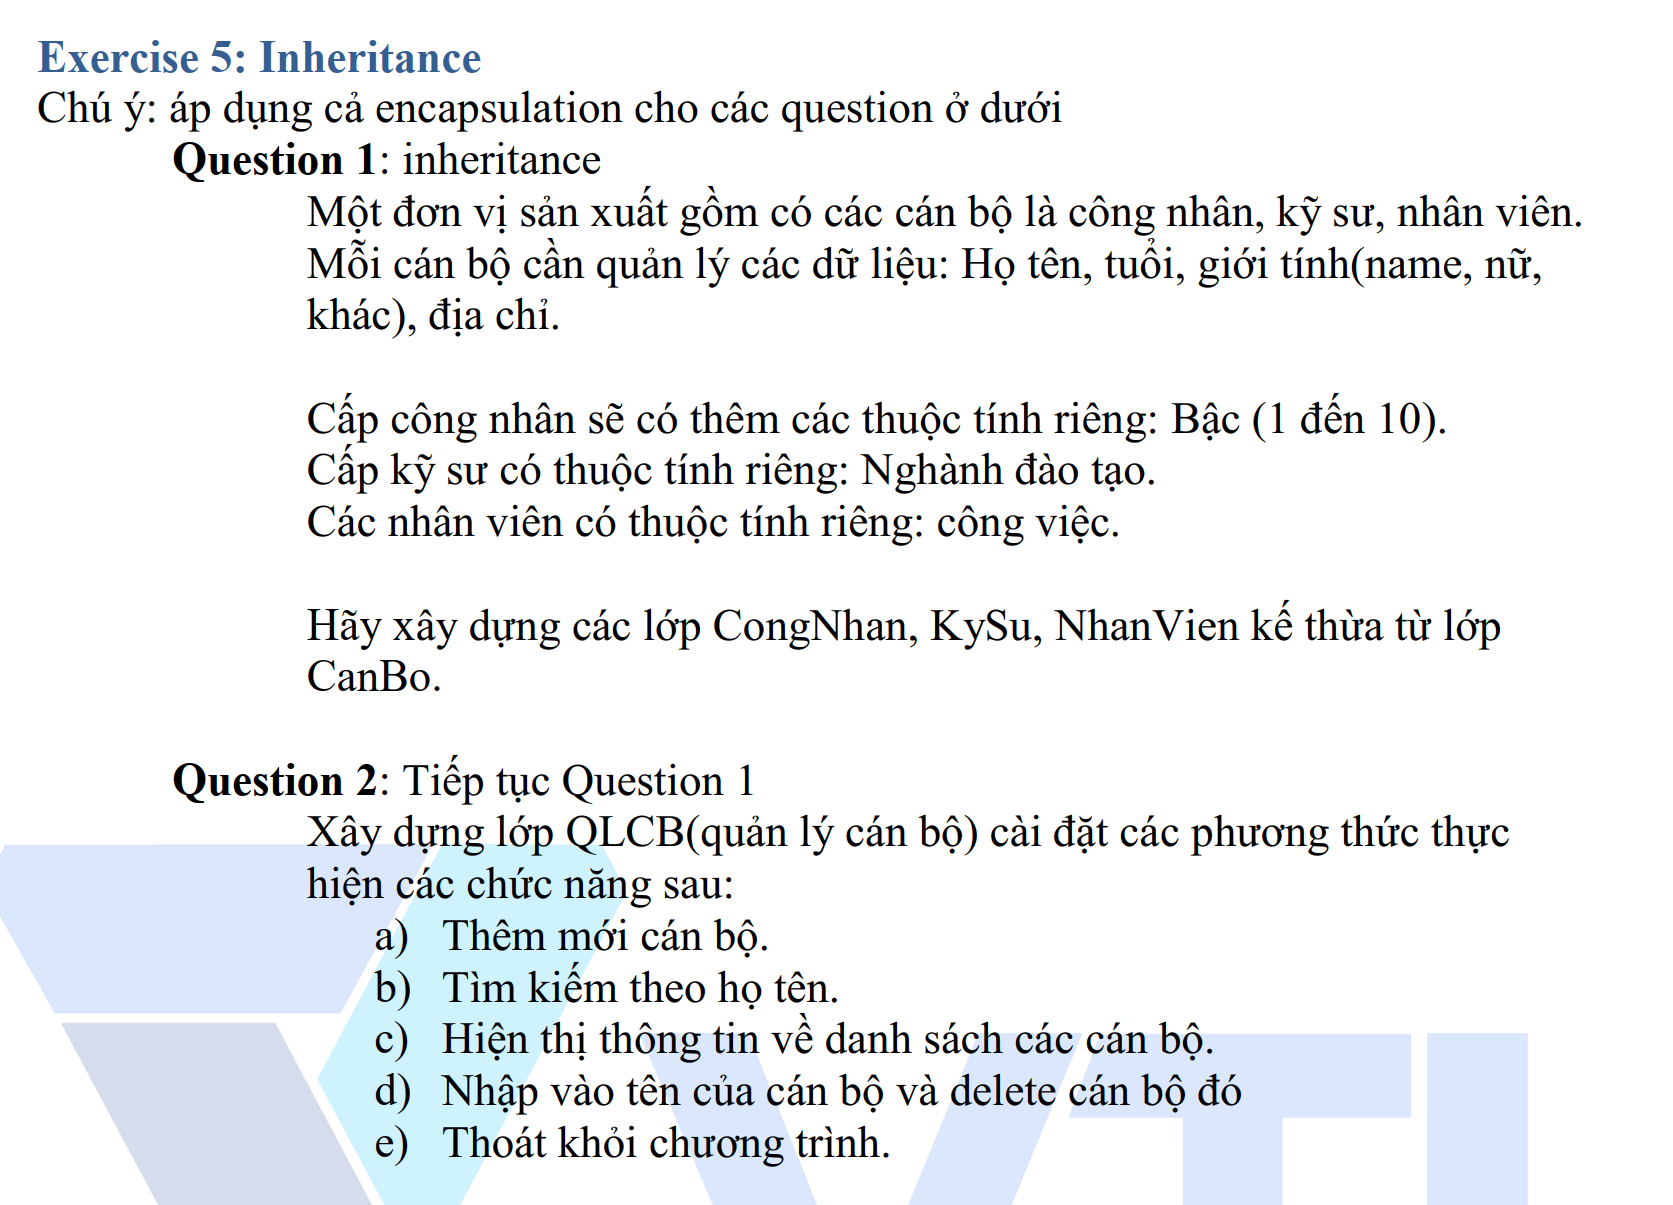 Exercise 5: Inheritance
Chú ý: áp dụng cả encapsulation cho các question ở dưới
Question 1: inheritance
Một đơn vị sản xuất gồm có các cán bộ là công nhân, kỹ sư, nhân viên.
Mỗi cán bộ cần quản lý các dữ liệu: Họ tên, tuổi, giới tính(name, nữ,
khác), địa chỉ.
Cấp công nhân sẽ có thêm các thuộc tính riêng: Bậc (1 đến 10).
Cấp kỹ sư có thuộc tính riêng: Nghành đào tạo.
Các nhân viên có thuộc tính riêng: công việc.
Hãy xây dựng các lớp CongNhan, KySu, NhanVien kế thừa từ lớp
CanBo.
Question 2: Tiếp tục Question 1
Xây dựng lớp QLCB(quản lý cán bộ) cài đặt các phương thức thực
hiện các chức năng sau:
a) Thêm mới cán bộ.
b) Tìm kiếm theo họ tên.
c) Hiện thị thông tin về danh sách các cán bộ.
d) Nhập vào tên của cán bộ và delete cán bộ đó
e) Thoát khỏi chương trình.
VTI